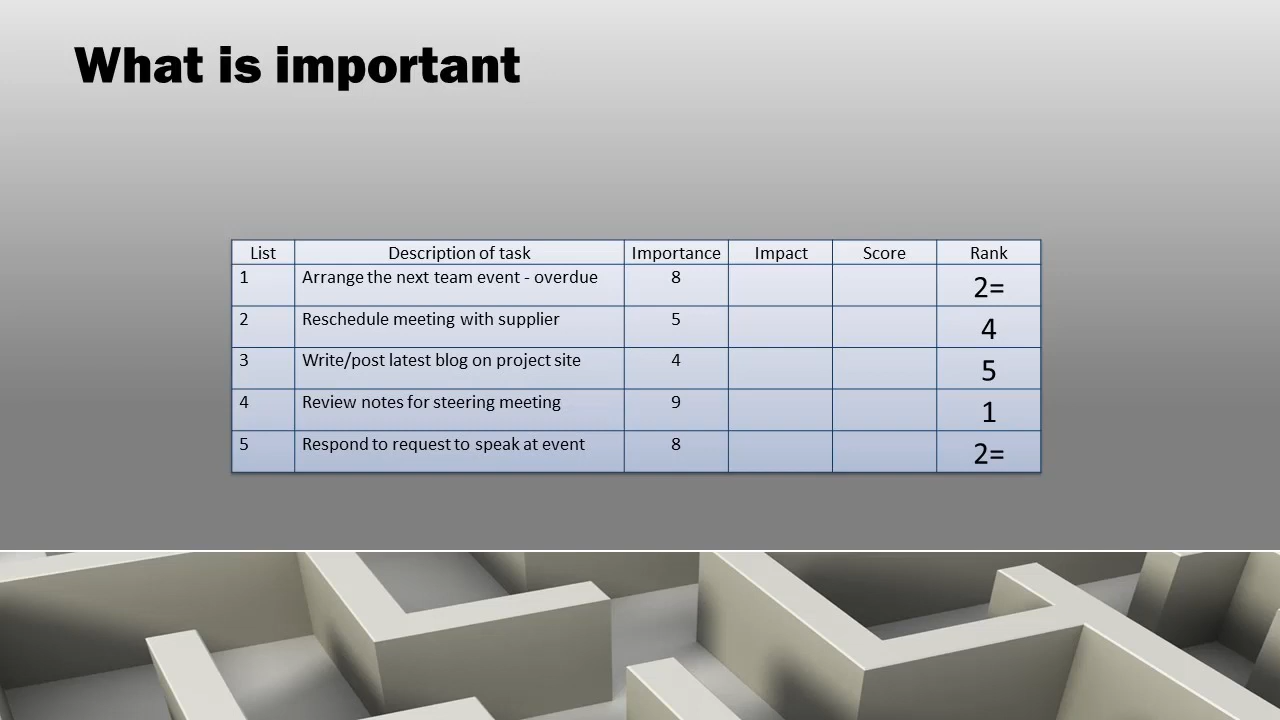 What is important
List Description of task Importance Impact Score Rank
1 Arrange the next team event - overdue 8 2=
2 Reschedule meeting with supplier 5 4
3 Write/post latest blog on project site 4 5
4 Review notes for steering meeting 9 1
5 Respond to request to speak at event 8 2=